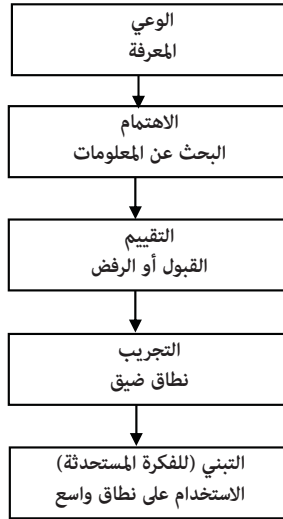 الوعي
المعرفة
الاهتمام
البحث عن المعلومات
التقييم
القبول أو الرفض
التجريب
نطاق ضيق
التبني (للفكرة المستحدثة)
الاستخدام على نطاق واسع